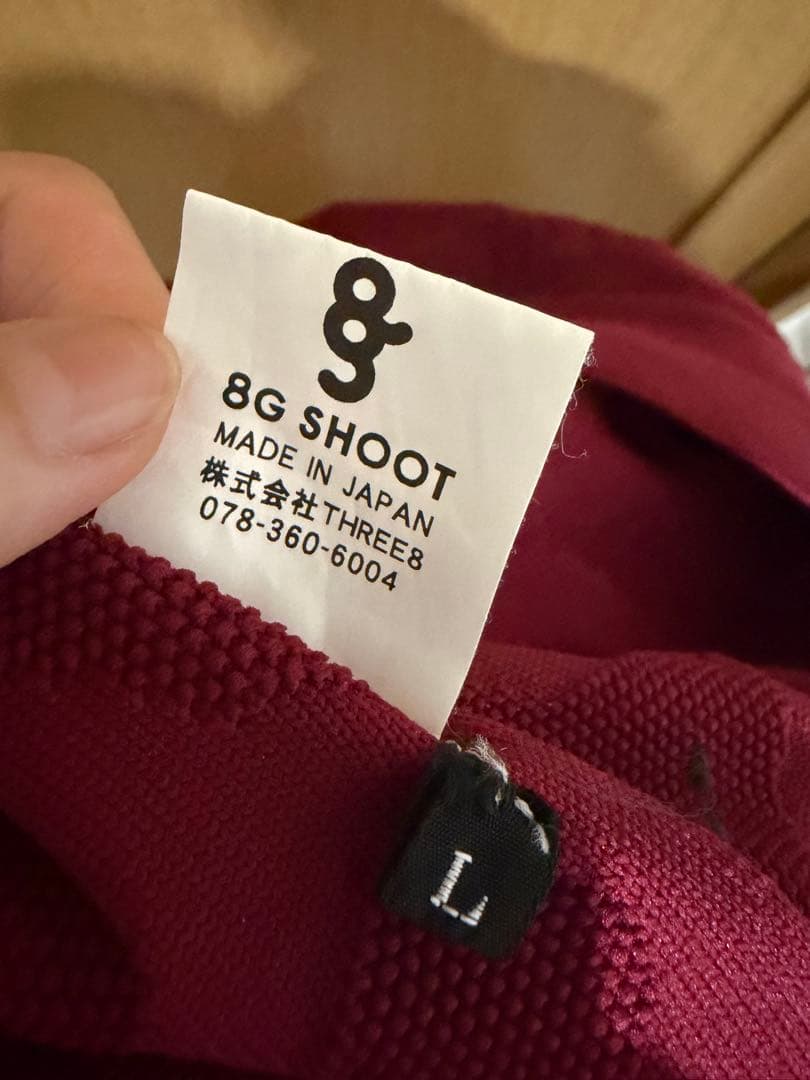 8G SHOOT
MADE IN JAPAN
株式会社THREE8
078-360-6004
L